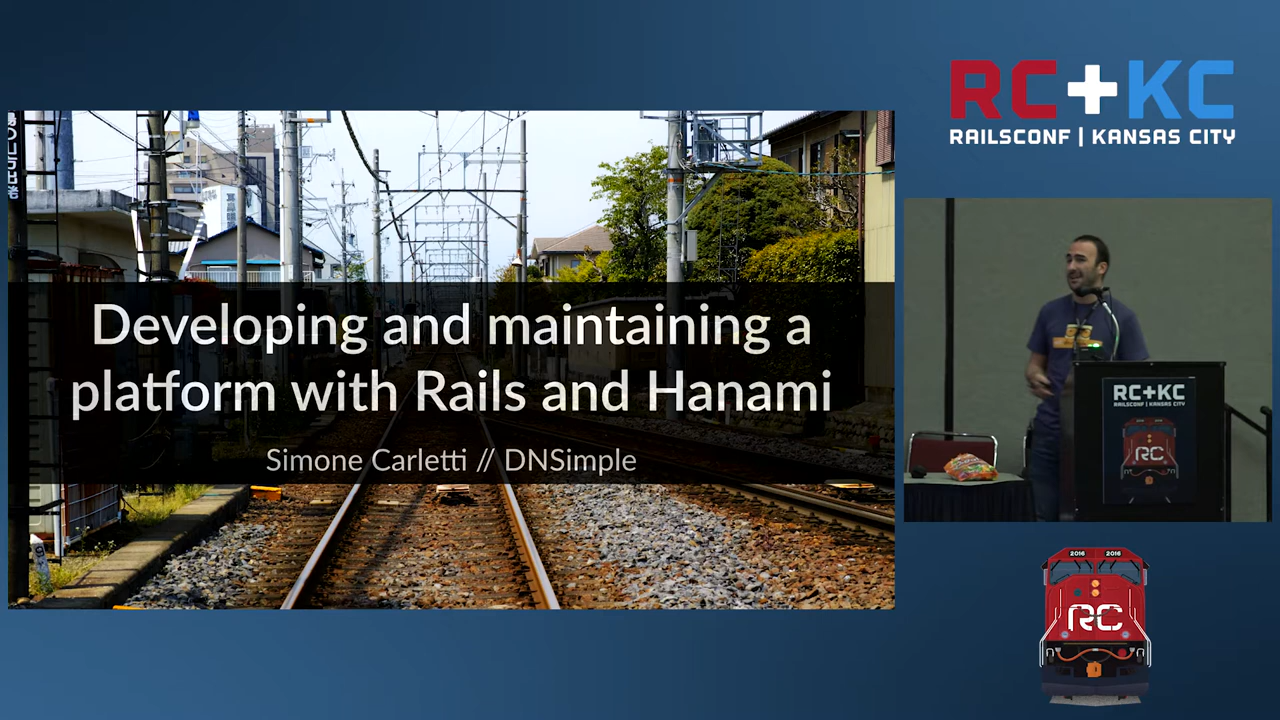 RC+KC
RAILSCONF | KANSAS CITY
Developing and maintaining a
platform with Rails and Hanami
Simone Carletti // DNSimple
RC+KC
RAILSCONF | KANSAS CITY
RC
2016 2016
RC